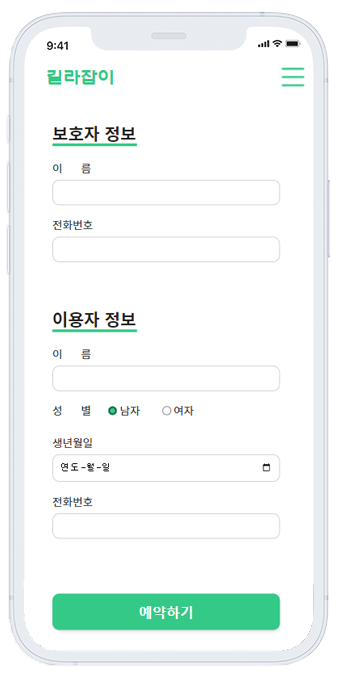 9:41
길라잡이
보호자 정보
이 름
전화번호
이용자 정보
이 름
성 별 남자 여자
생년월일
연도-월-일
전화번호
예약하기